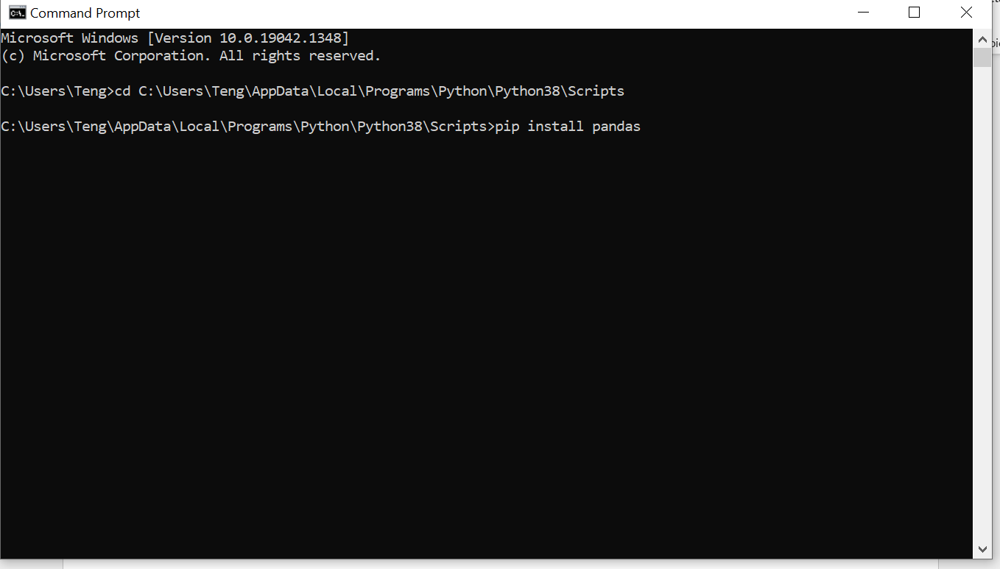 Command Prompt
Microsoft Windows [Version 10.0.19042.1348]
(c) Microsoft Corporation. All rights reserved.
C:\Users\Teng>cd C:\Users\Teng\AppData\Local\Programs\Python\Python38\Scripts
C:\Users\Teng\AppData\Local\Programs\Python\Python38\Scripts>pip install pandas